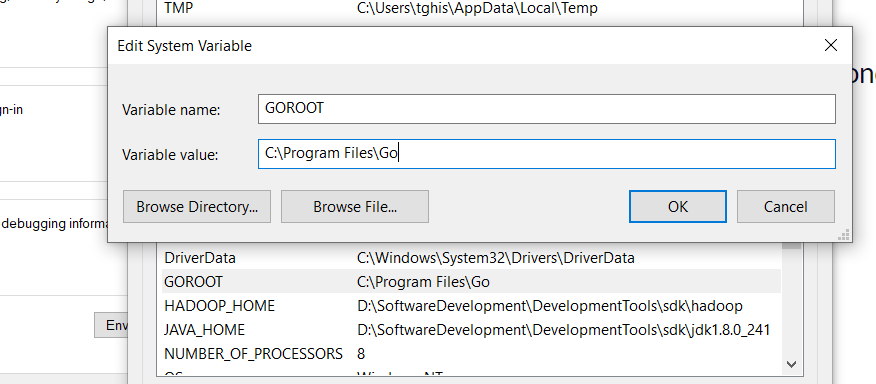 TMP C:\Users\tghis\AppData\Local\Temp
Edit System Variable
Variable name: GOROOT
gn-in
Variable value: C:\Program Files\Go
Browse Directory... Browse File... OK Cancel
debugging informa
DriverData C:\Windows\System32\Drivers\DriverData
GOROOT C:\Program Files\Go
HADOOP_HOME D:\SoftwareDevelopment\DevelopmentTools\sdk\hadoop
Env
JAVA_HOME D:\SoftwareDevelopment\DevelopmentTools\sdk\jdk1.8.0_241
NUMBER_OF_PROCESSORS 8